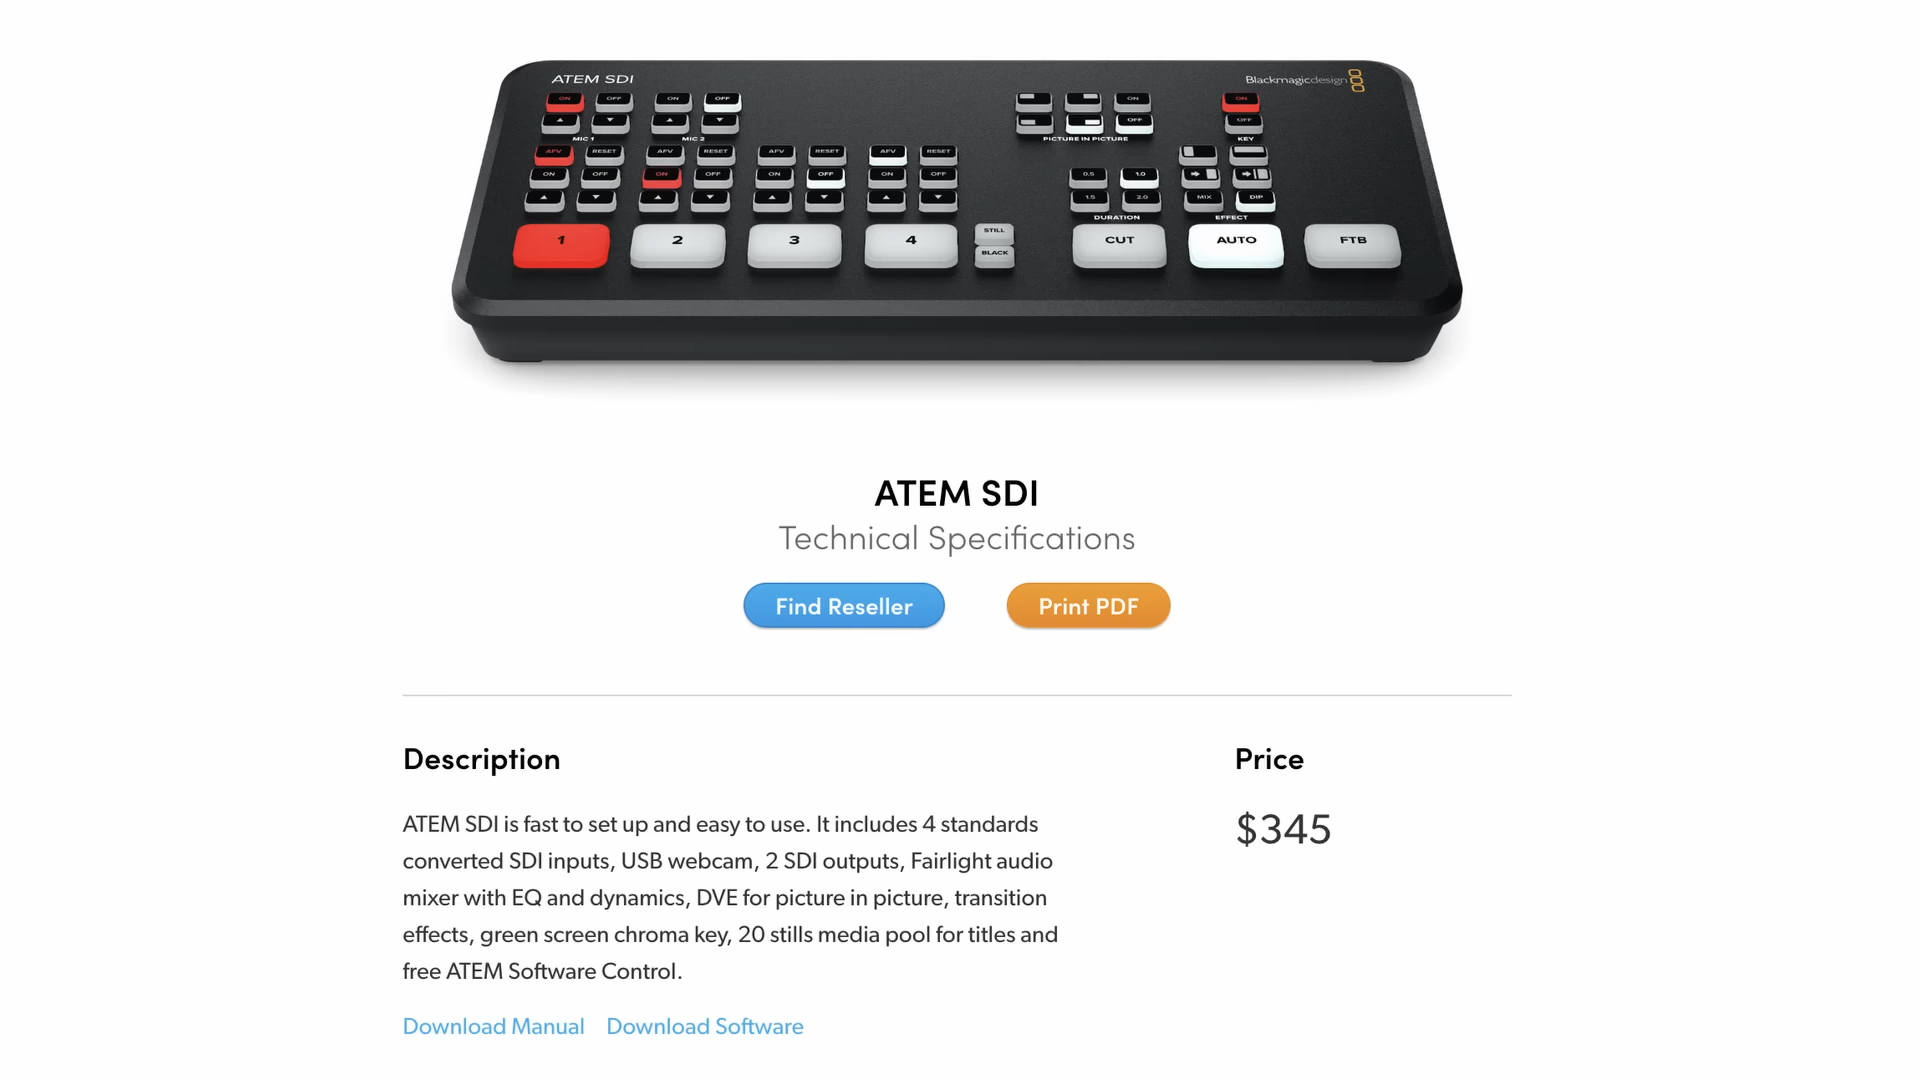 ATEM SDI
Blackmagicdesign
ON OFF ON OFF ON ON
OFF OFF
MIC 1 MIC 2 PICTURE IN PICTURE KEY
AFV RESET AFV RESET AFV RESET AFV RESET
ON OFF ON OFF ON OFF ON OFF 0.5 1.0
1.5 2.0 MIX DIP
DURATION EFFECT
1 2 3 4 STILL CUT AUTO FTB
BLACK
ATEM SDI
Technical Specifications
Find Reseller Print PDF
Description
ATEM SDI is fast to set up and easy to use. It includes 4 standards
converted SDI inputs, USB webcam, 2 SDI outputs, Fairlight audio
mixer with EQ and dynamics, DVE for picture in picture, transition
effects, green screen chroma key, 20 stills media pool for titles and
free ATEM Software Control.
Download Manual Download Software
Price
$345